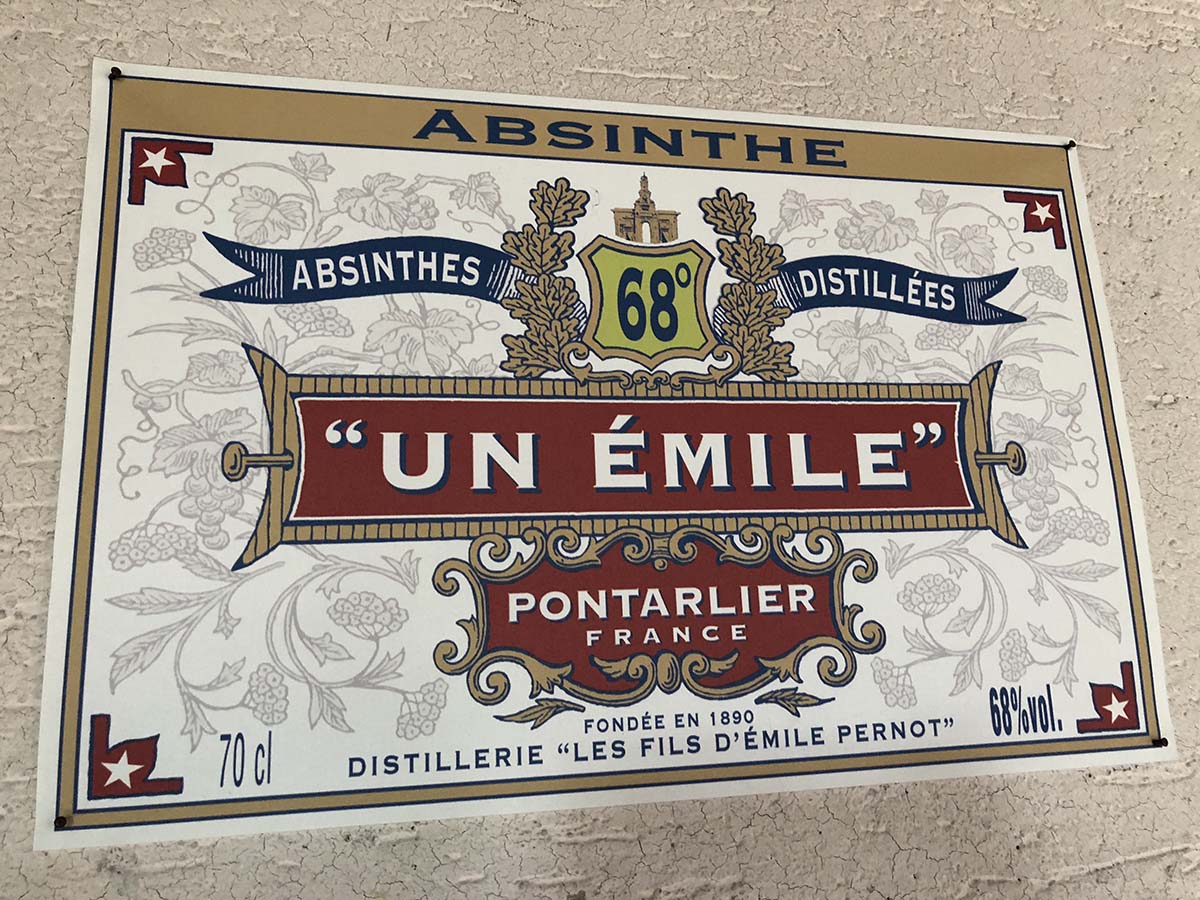 ABSINTHE
ABSINTHES 68° DISTILLÉES
“UN ÉMILE”
PONTARLIER
FRANCE
FONDÉE EN 1890
70 cl DISTILLERIE “LES FILS D’ÉMILE PERNOT” 68%vol.